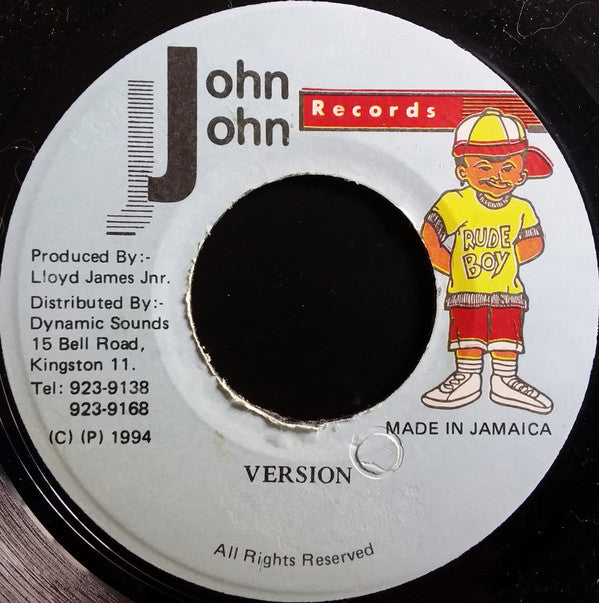 John
John
Records
RUDE
BOY
Produced By:-
Lloyd James Jnr.
Distributed By:-
Dynamic Sounds
15 Bell Road,
Kingston 11.
Tel: 923-9138
923-9168
(C) (P) 1994
MADE IN JAMAICA
VERSION
All Rights Reserved